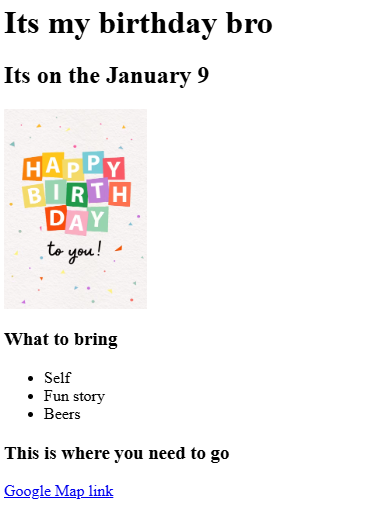 Its my birthday bro
Its on the January 9
HAPPY
BIRTH
DAY
to you!
What to bring
Self
Fun story
Beers
This is where you need to go
Google Map link